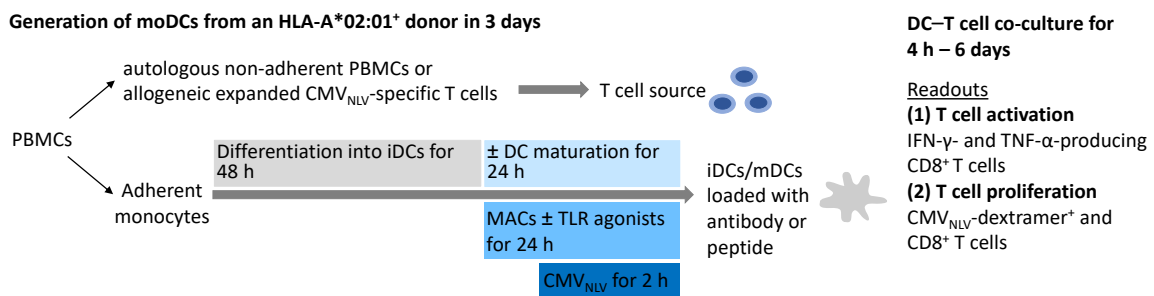 Generation of moDCs from an HLA-A*02:01⁺ donor in 3 days
DC–T cell co-culture for
4 h – 6 days
autologous non-adherent PBMCs or
allogeneic expanded CMV_NLV-specific T cells
T cell source
PBMCs
Adherent
monocytes
Differentiation into iDCs for
48 h
± DC maturation for
24 h
MACs ± TLR agonists
for 24 h
CMV_NLV for 2 h
iDCs/mDCs
loaded with
antibody or
peptide
Readouts
(1) T cell activation
IFN-γ- and TNF-α-producing
CD8⁺ T cells
(2) T cell proliferation
CMV_NLV-dextramer⁺ and
CD8⁺ T cells